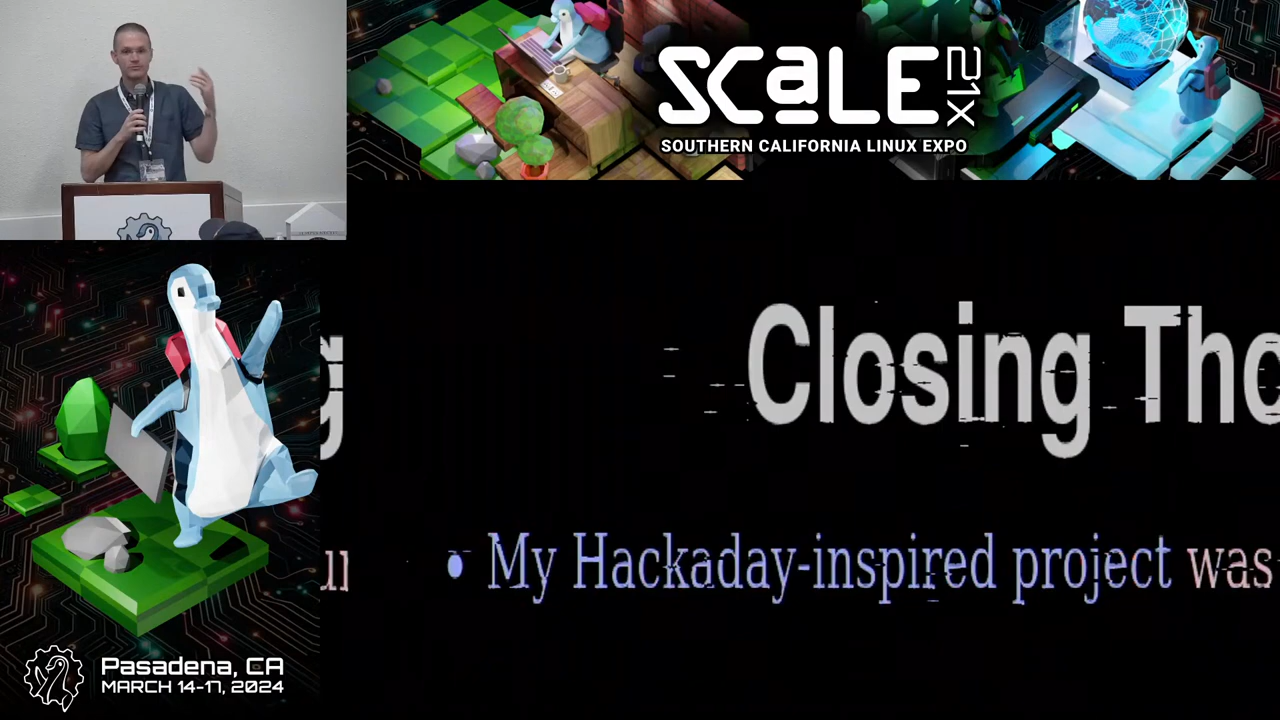 SCALE 21X
SOUTHERN CALIFORNIA LINUX EXPO
Closing Tho
g
• My Hackaday-inspired project was
un
Pasadena, CA
MARCH 14-17, 2024